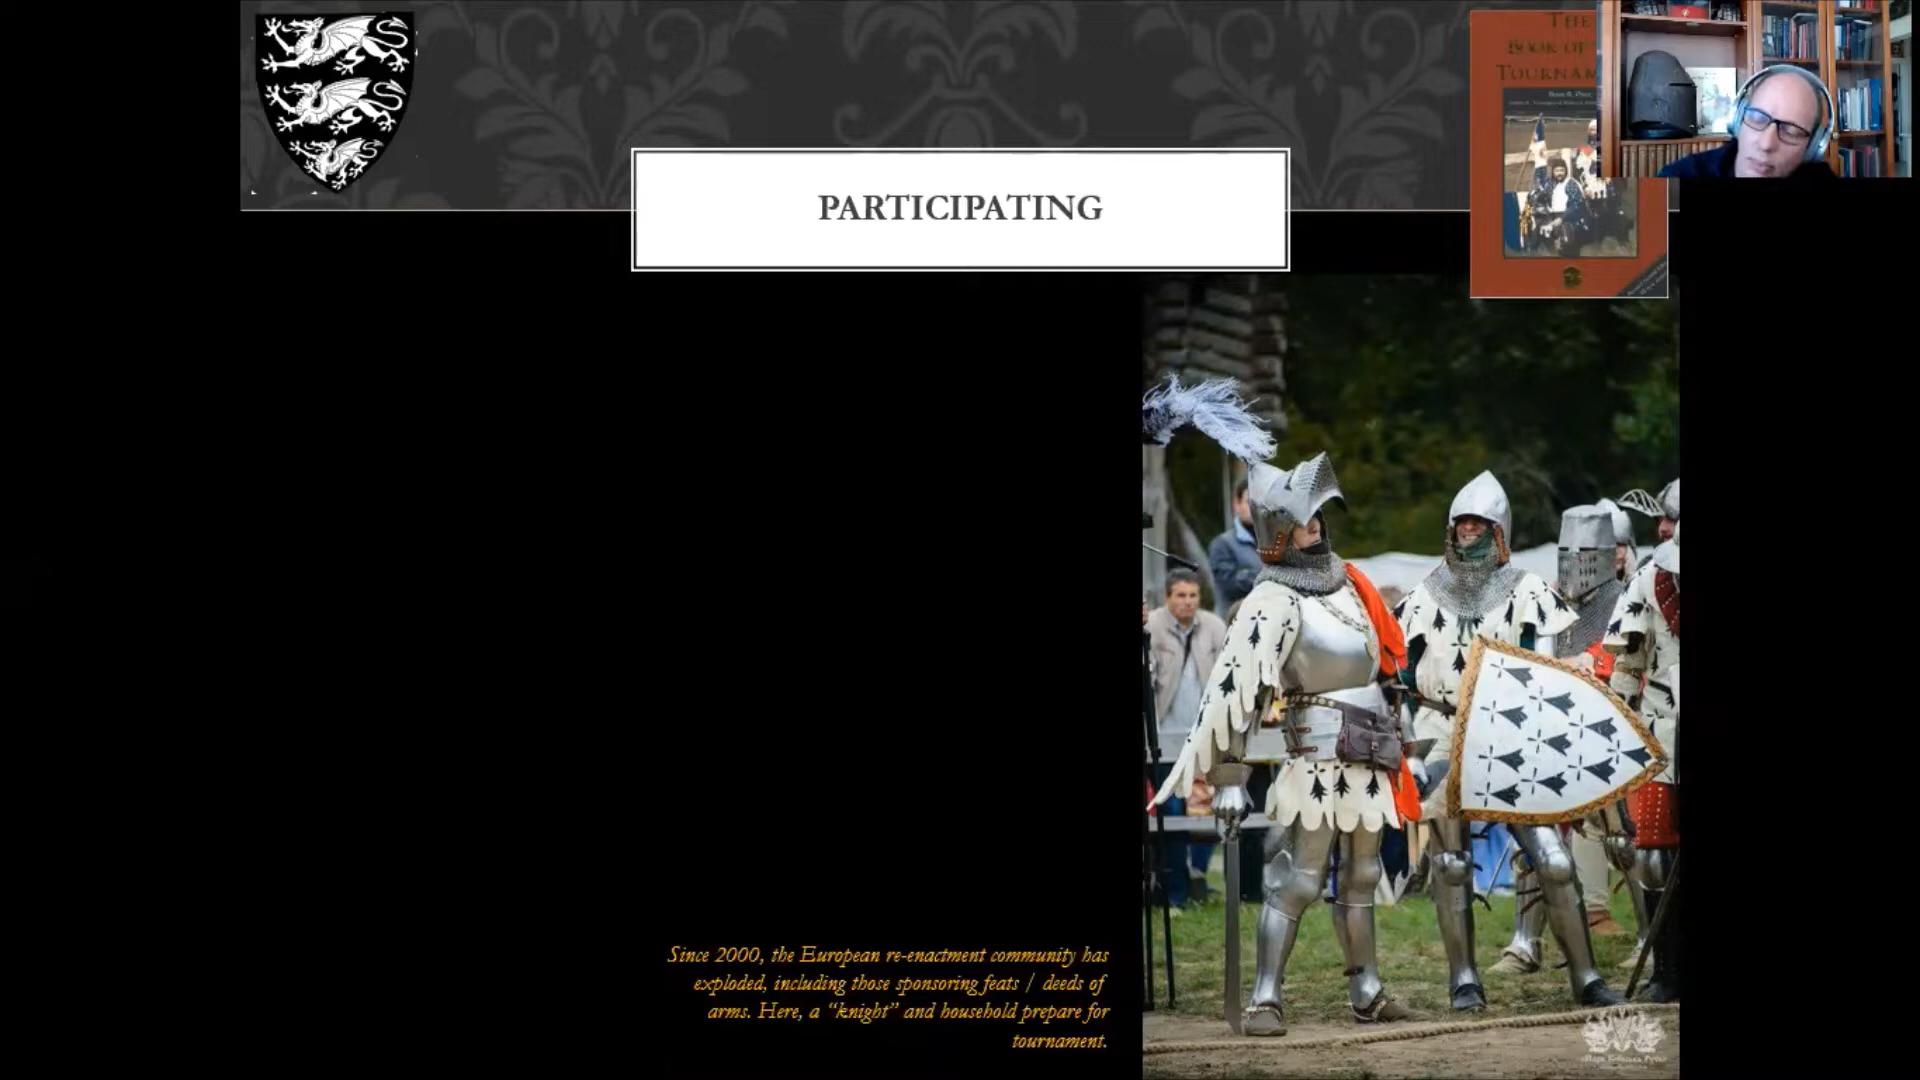 THE
BOOK OF
TOURNAM
PARTICIPATING
Since 2000, the European re-enactment community has
exploded, including those sponsoring feats / deeds of
arms. Here, a “knight” and household prepare for
tournament.